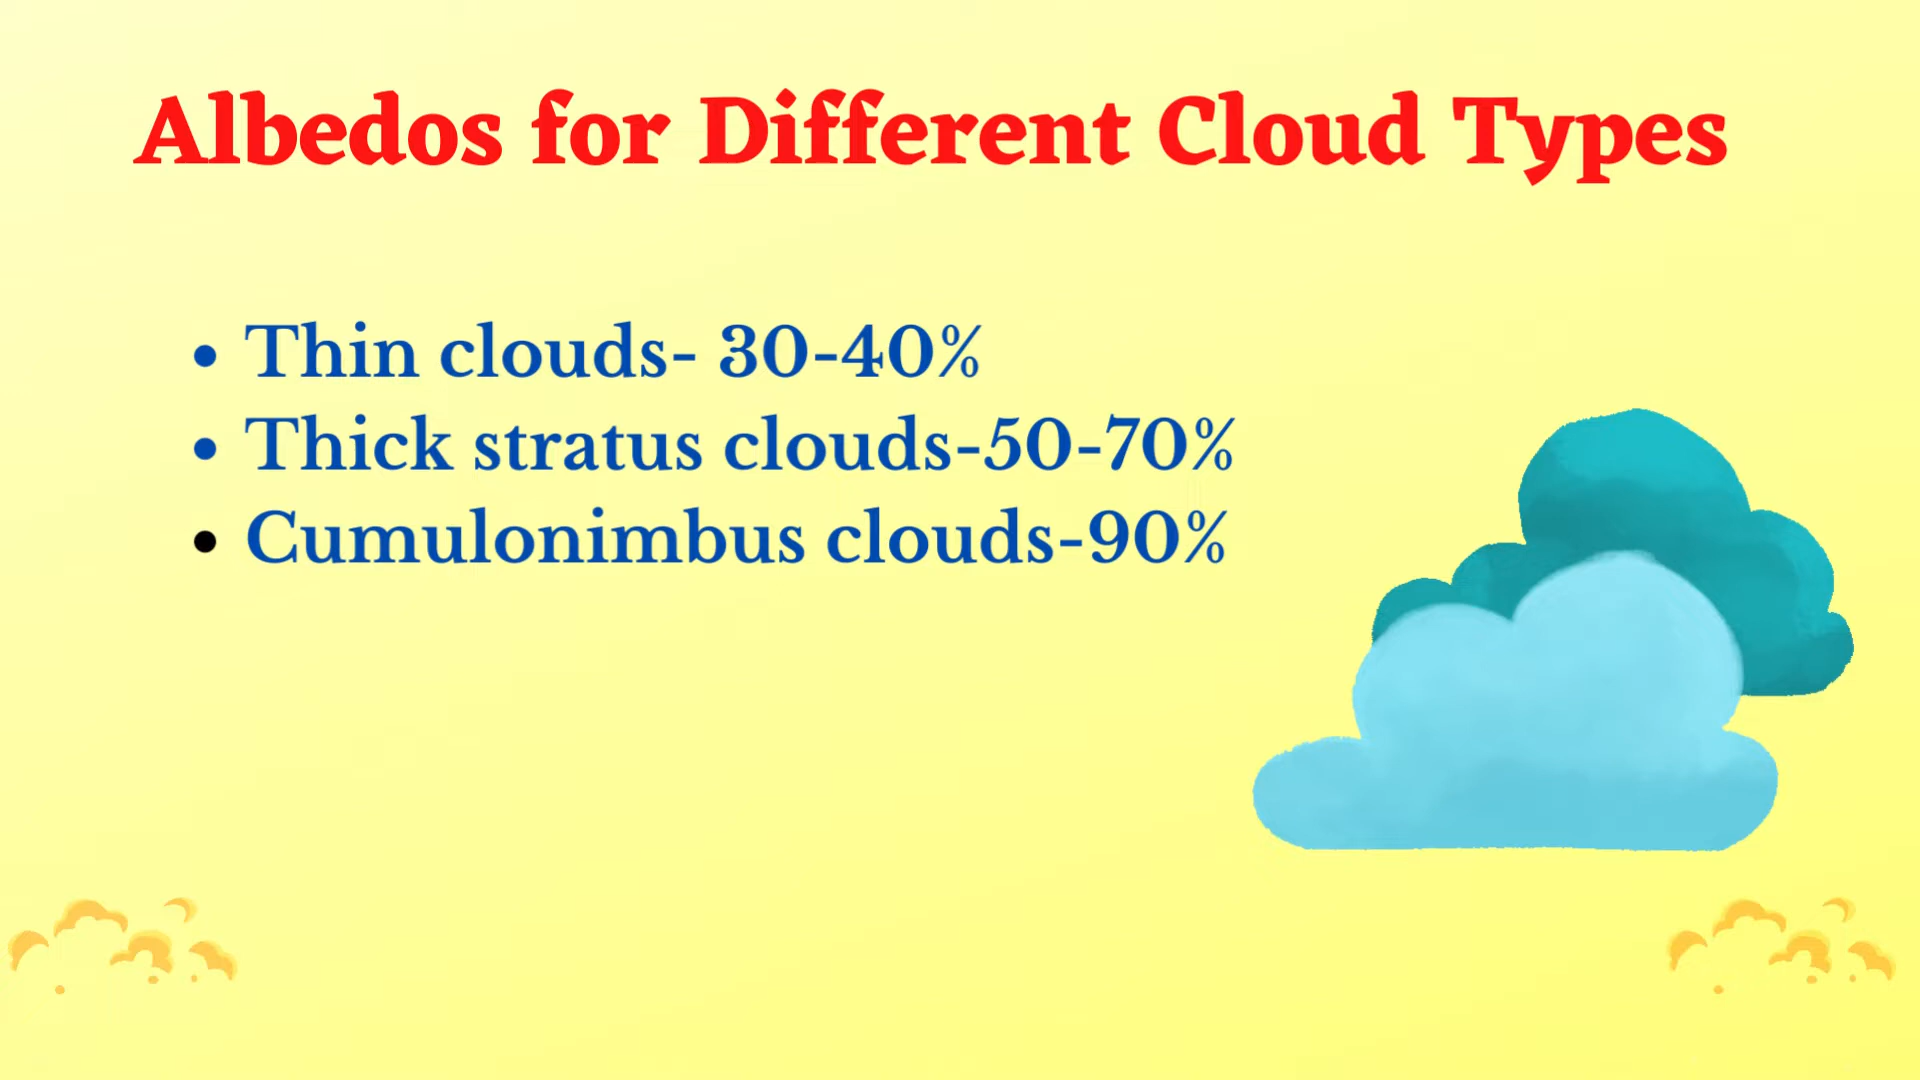 Albedos for Different Cloud Types
• Thin clouds- 30-40%
• Thick stratus clouds-50-70%
• Cumulonimbus clouds-90%